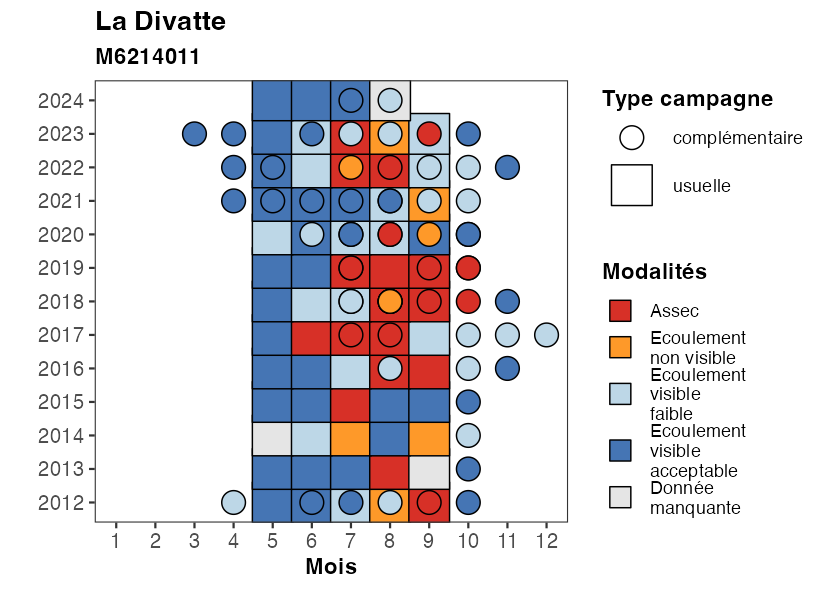 La Divatte
M6214011
2024
2023
2022
2021
2020
2019
2018
2017
2016
2015
2014
2013
2012
1 2 3 4 5 6 7 8 9 10 11 12
Mois
Type campagne
complémentaire
usuelle
Modalités
Assec
Ecoulement
non visible
Ecoulement
visible
faible
Ecoulement
visible
acceptable
Donnée
manquante